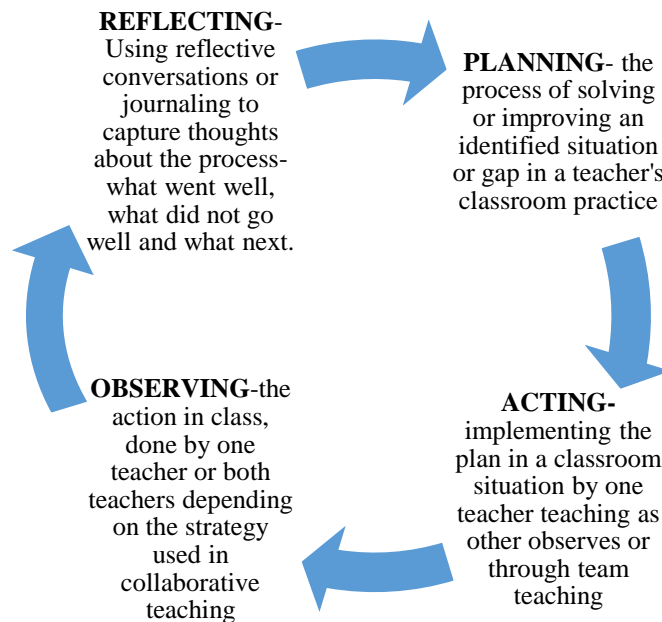 REFLECTING-
Using reflective
conversations or
journaling to
capture thoughts
about the process-
what went well,
what did not go
well and what next.
PLANNING- the
process of solving
or improving an
identified situation
or gap in a teacher's
classroom practice
ACTING-
implementing the
plan in a classroom
situation by one
teacher teaching as
other observes or
through team
teaching
OBSERVING-the
action in class,
done by one
teacher or both
teachers depending
on the strategy
used in
collaborative
teaching